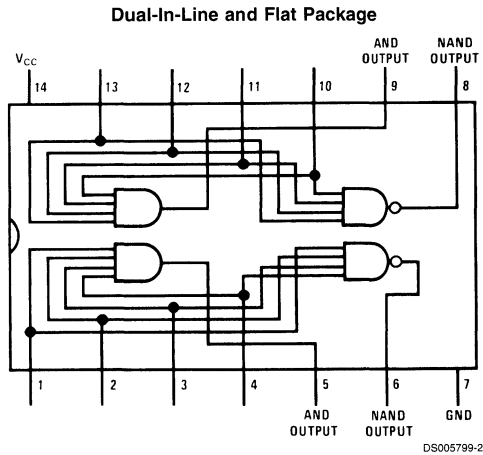 Dual-In-Line and Flat Package
VCC
AND
OUTPUT
NAND
OUTPUT
14 13 12 11 10 9 8
1 2 3 4 5 6 7
AND
OUTPUT
NAND
OUTPUT
GND
DS005799-2